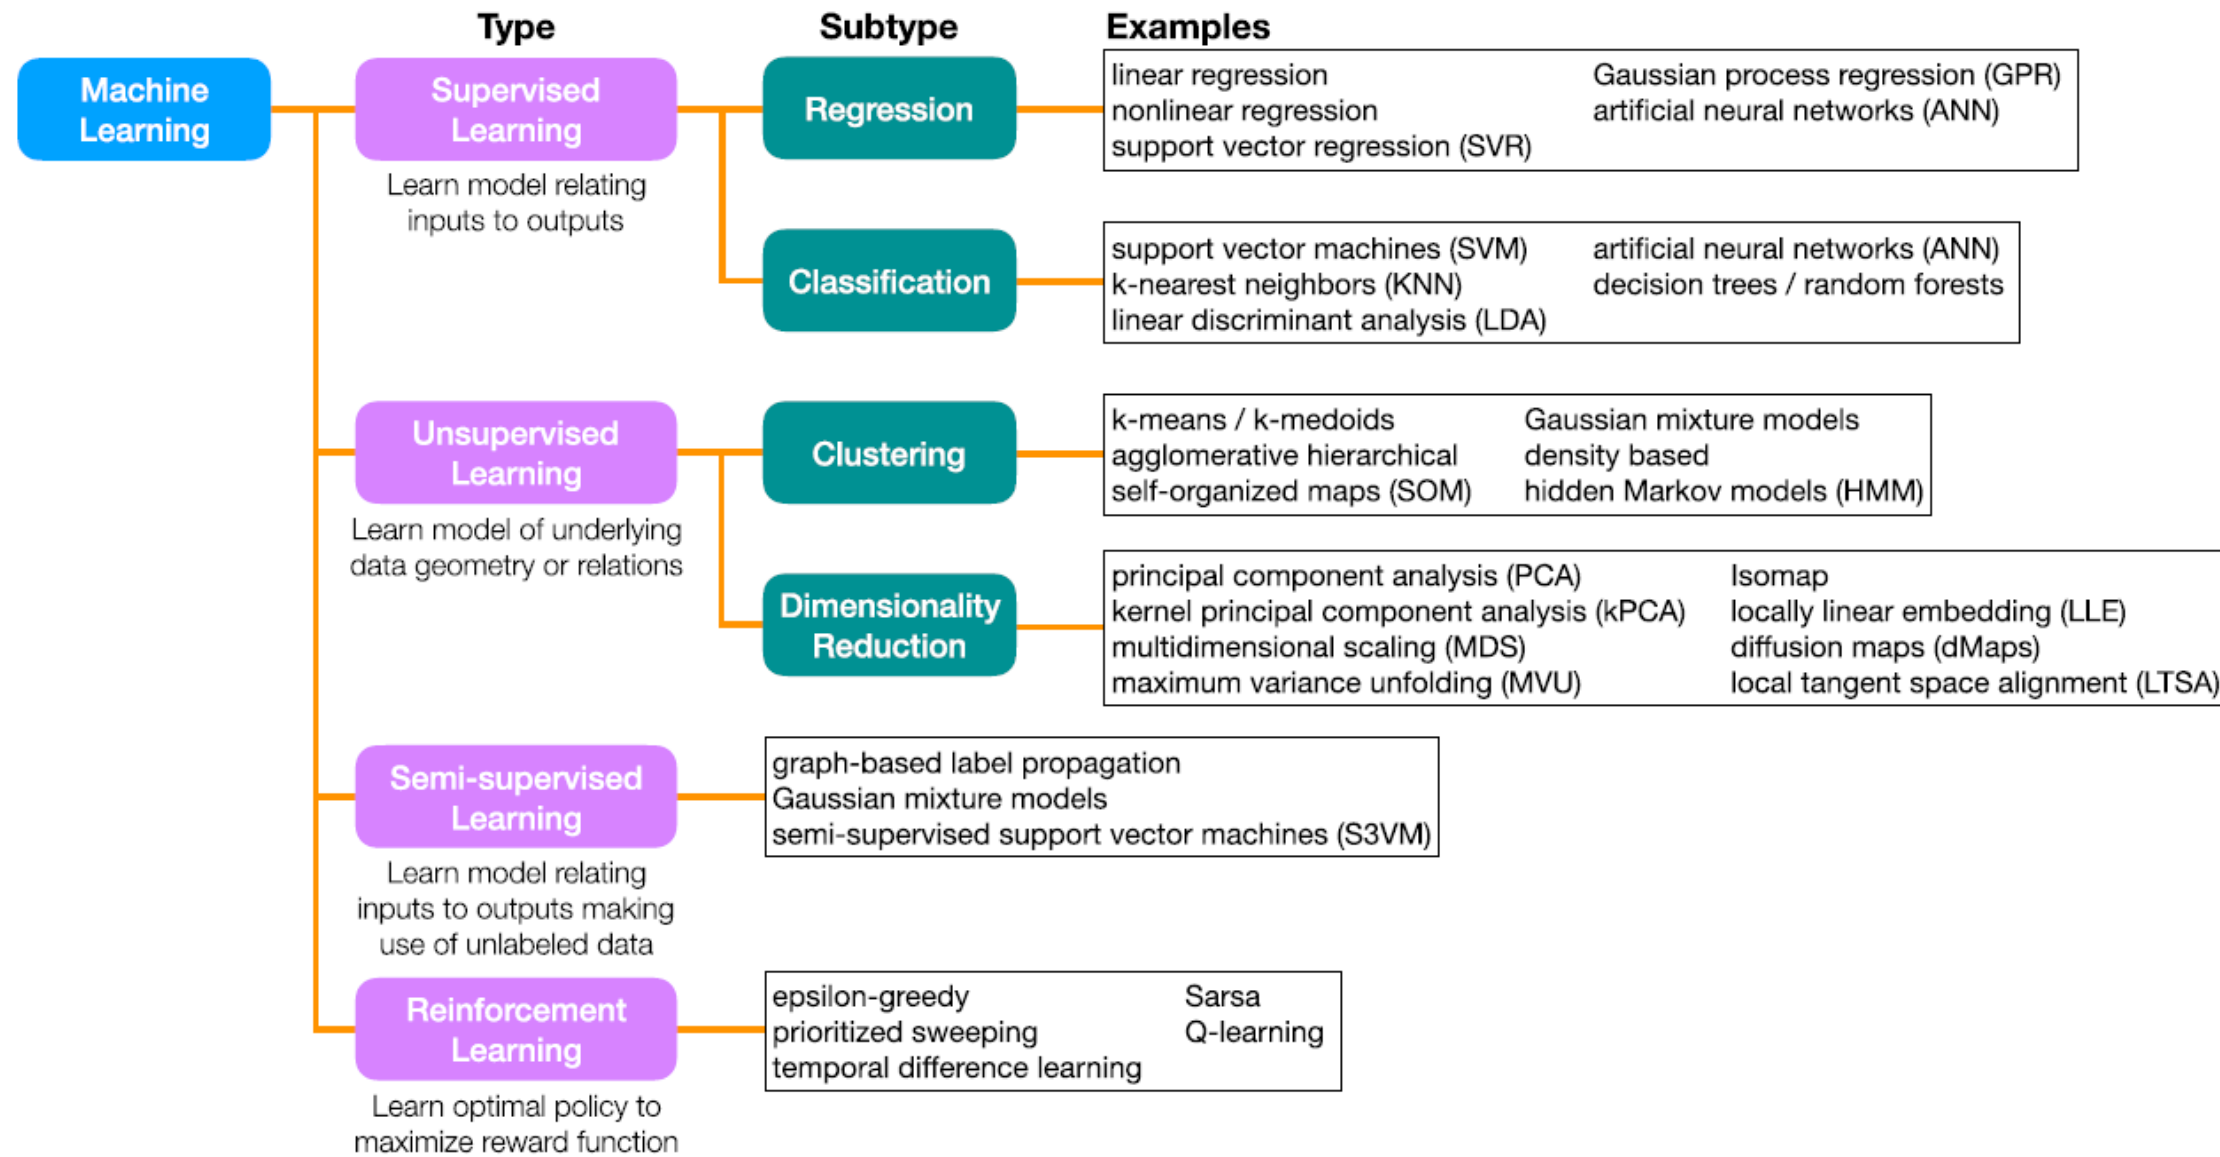 Type
Subtype
Examples
Machine
Learning
Supervised
Learning
Learn model relating
inputs to outputs
Regression
linear regression
nonlinear regression
support vector regression (SVR)
Gaussian process regression (GPR)
artificial neural networks (ANN)
Classification
support vector machines (SVM)
k-nearest neighbors (KNN)
linear discriminant analysis (LDA)
artificial neural networks (ANN)
decision trees / random forests
Unsupervised
Learning
Learn model of underlying
data geometry or relations
Clustering
k-means / k-medoids
agglomerative hierarchical
self-organized maps (SOM)
Gaussian mixture models
density based
hidden Markov models (HMM)
Dimensionality
Reduction
principal component analysis (PCA)
kernel principal component analysis (kPCA)
multidimensional scaling (MDS)
maximum variance unfolding (MVU)
Isomap
locally linear embedding (LLE)
diffusion maps (dMaps)
local tangent space alignment (LTSA)
Semi-supervised
Learning
Learn model relating
inputs to outputs making
use of unlabeled data
graph-based label propagation
Gaussian mixture models
semi-supervised support vector machines (S3VM)
Reinforcement
Learning
Learn optimal policy to
maximize reward function
epsilon-greedy
prioritized sweeping
temporal difference learning
Sarsa
Q-learning